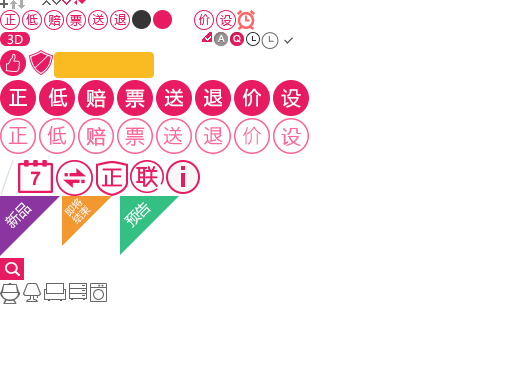 正 低 赔 票 送 退 价 设
3D A Q
正 低 赔 票 送 退 价 设
正 低 赔 票 送 退 价 设
7 正 联 i
新品 即将结束 预告